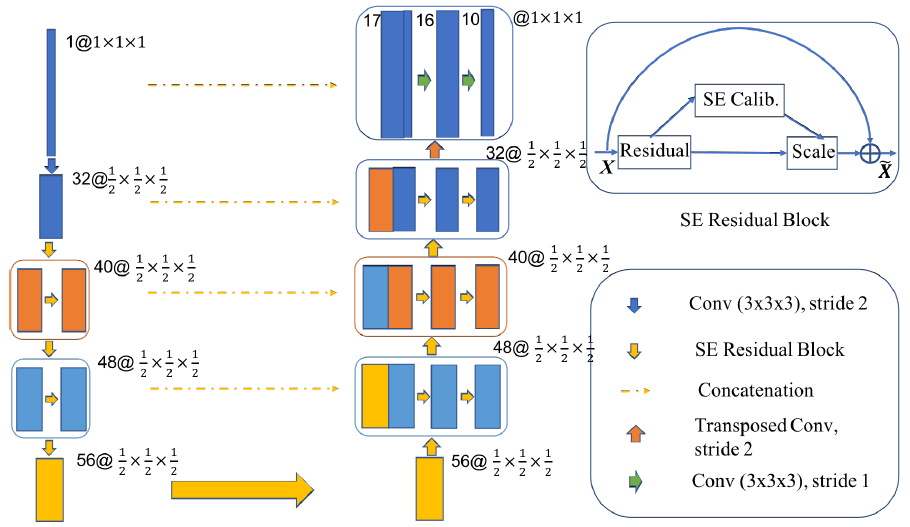 1@1×1×1
32@ 1/2 × 1/2 × 1/2
40@ 1/2 × 1/2 × 1/2
48@ 1/2 × 1/2 × 1/2
56@ 1/2 × 1/2 × 1/2
17 16 10 @1×1×1
32@ 1/2 × 1/2 × 1/2
40@ 1/2 × 1/2 × 1/2
48@ 1/2 × 1/2 × 1/2
56@ 1/2 × 1/2 × 1/2
SE Calib.
X Residual Scale X̃
SE Residual Block
Conv (3x3x3), stride 2
SE Residual Block
Concatenation
Transposed Conv,
stride 2
Conv (3x3x3), stride 1